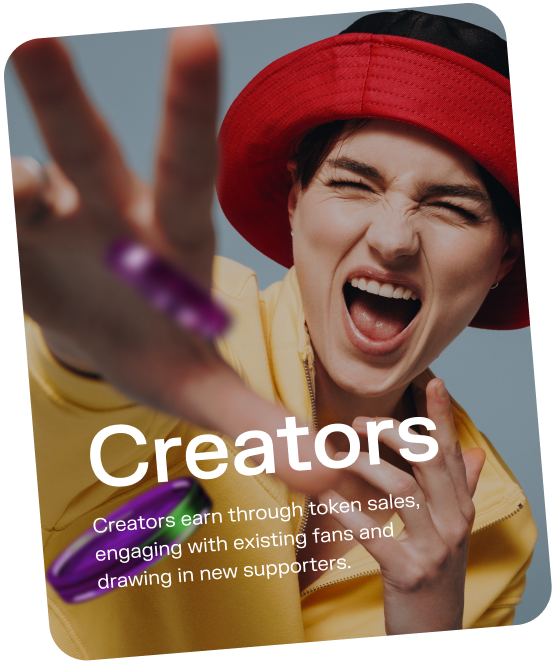 Creators
Creators earn through token sales,
engaging with existing fans and
drawing in new supporters.